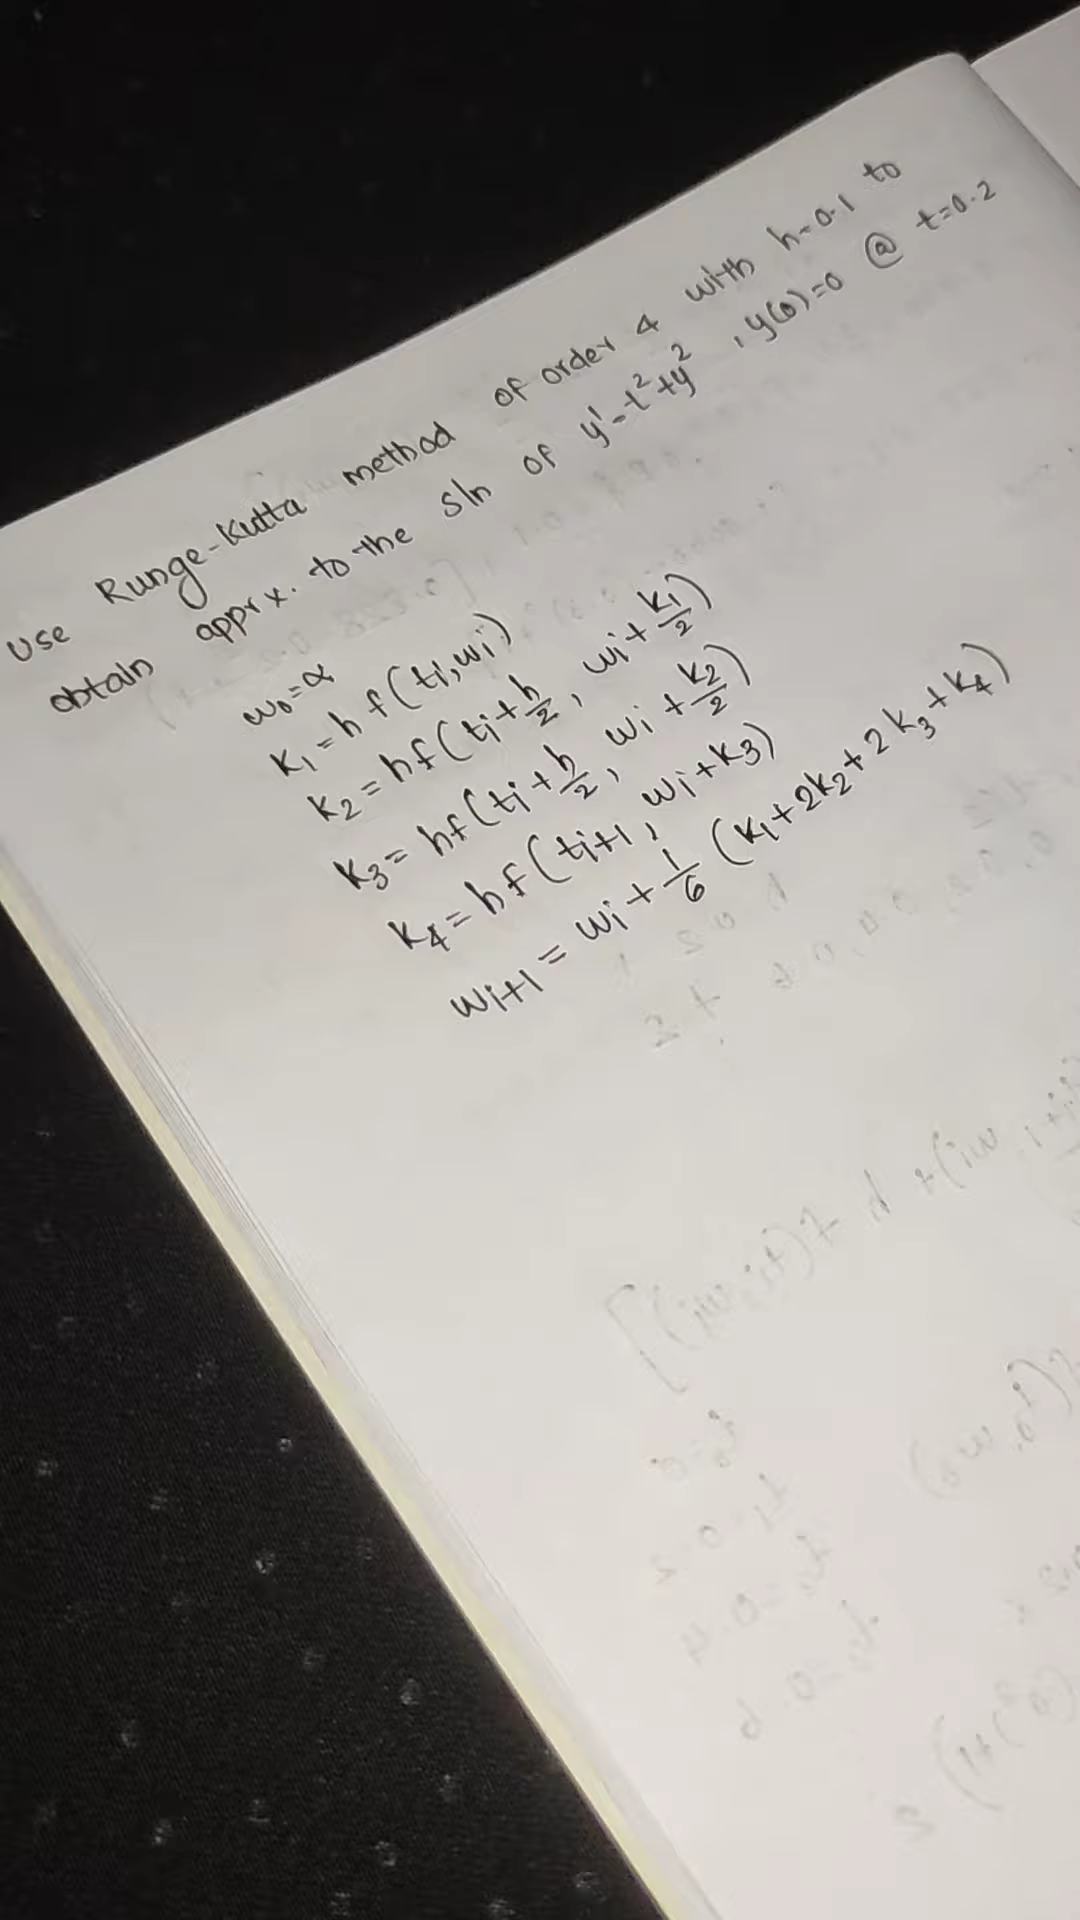 Use Runge-Kutta method of order 4 with h=0.1 to
obtain apprx. to the sln of y'=t²+y², y(0)=0 @ t=0.2
w₀=α
K₁=hf(ti,wi)
K₂=hf(ti+h/2, wi+K₁/2)
K₃=hf(ti+h/2, wi+K₂/2)
K₄=hf(ti+1, wi+K₃)
wi+1=wi+1/6(K₁+2K₂+2K₃+K₄)